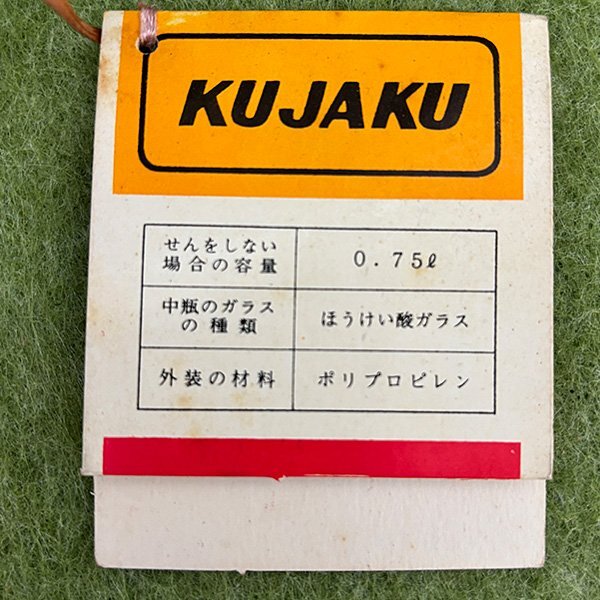 KUJAKU
せんをしない
場合の容量
0.75ℓ
中瓶のガラス
の種類
ほうけい酸ガラス
外装の材料
ポリプロピレン